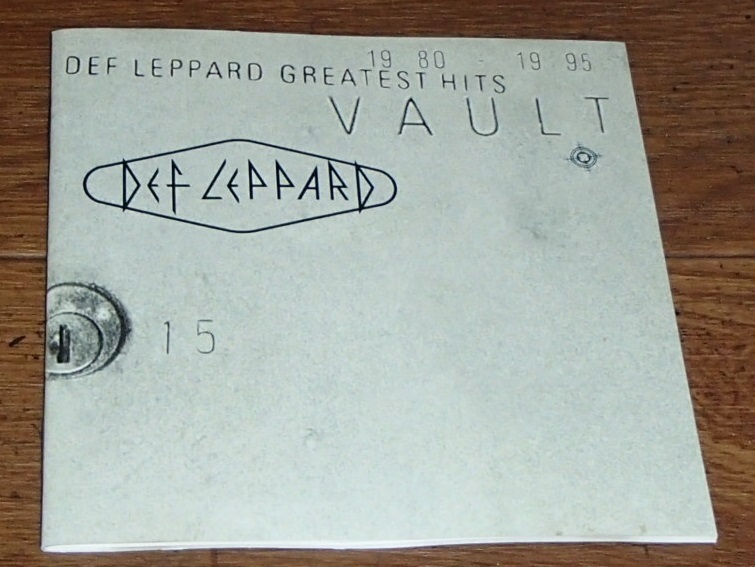 19 80 - 19 95
DEF LEPPARD GREATEST HITS
VAULT
DEF LEPPARD
15